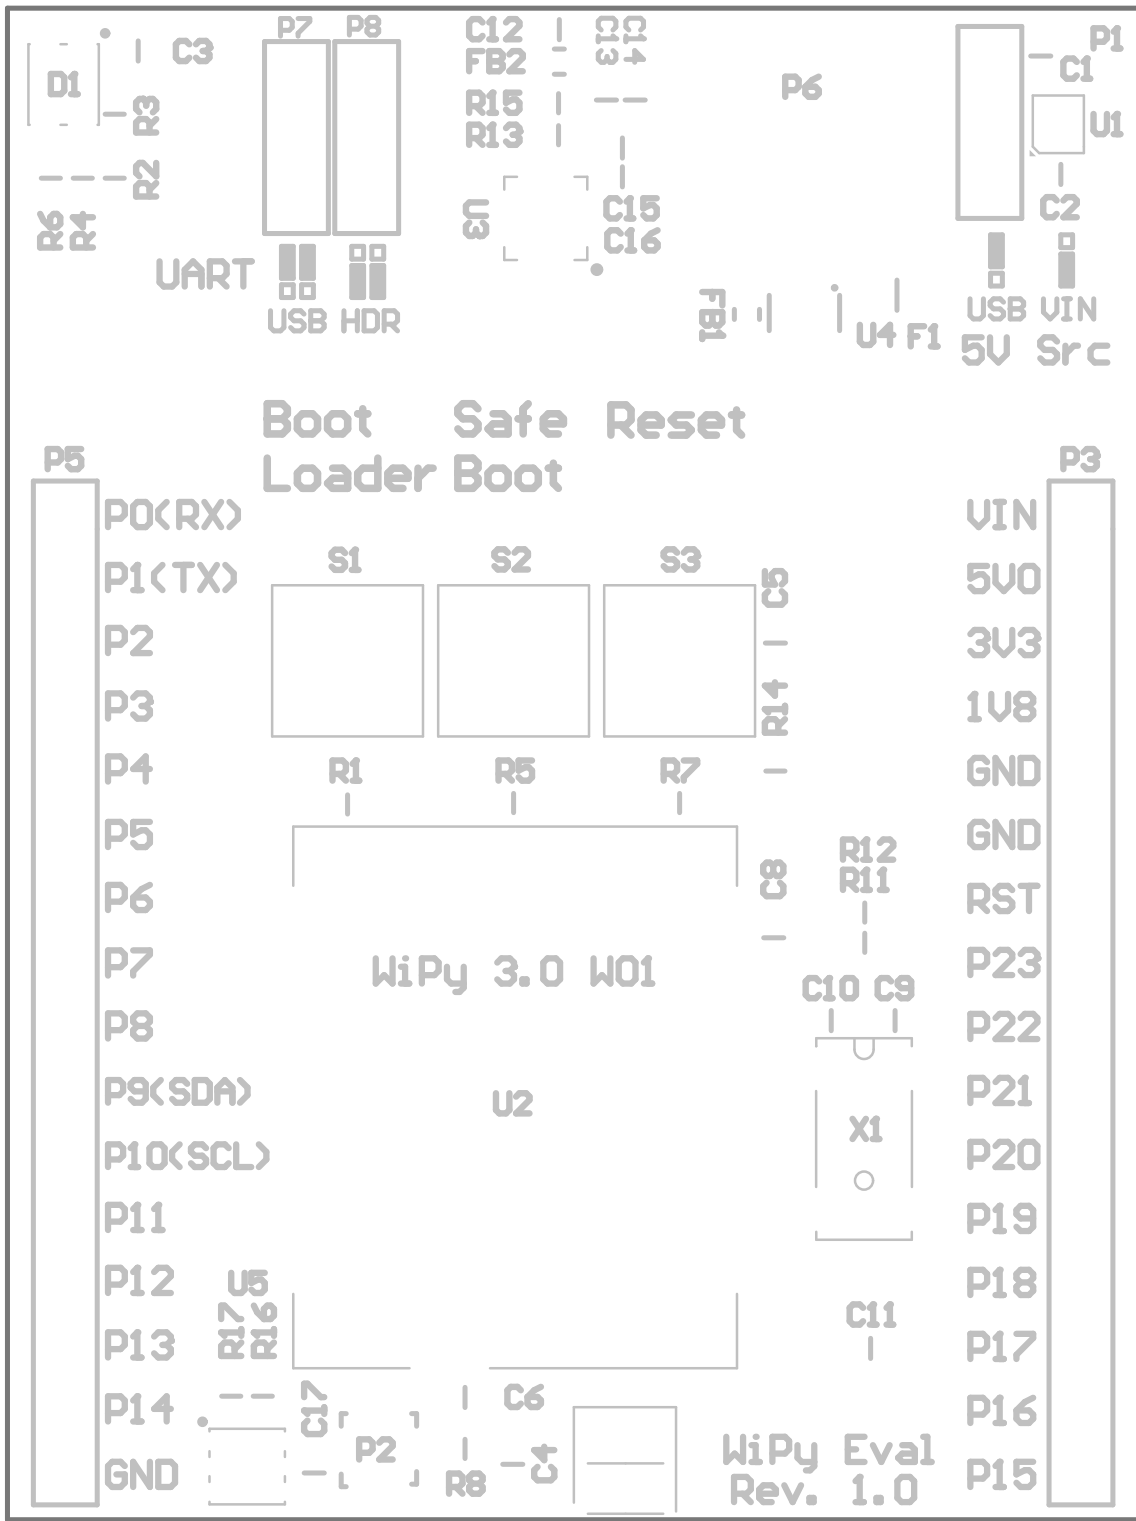 P7
P8
C12
C13
C14
P1
D1
C3
FB2
C1
P6
R3
R15
U1
R13
R2
R6
R4
U3
C15
C2
C16
UART
USB
HDR
FB1
U4
F1
USB
VIN
5V Src
Boot
Loader
Safe
Boot
Reset
P5
P3
P0(RX)
VIN
P1(TX)
S1
S2
S3
C5
5V0
P2
3V3
P3
R14
1V8
P4
R1
R5
R7
GND
P5
GND
R12
R11
P6
C8
RST
P7
WiPy 3.0 W01
P23
C10
C9
P8
P22
P9(SDA)
U2
P21
X1
P10(SCL)
P20
P11
P19
P12
U5
P18
R17
R16
C11
P13
P17
P14
C17
C6
P16
P2
C4
R8
WiPy Eval
Rev. 1.0
GND
P15